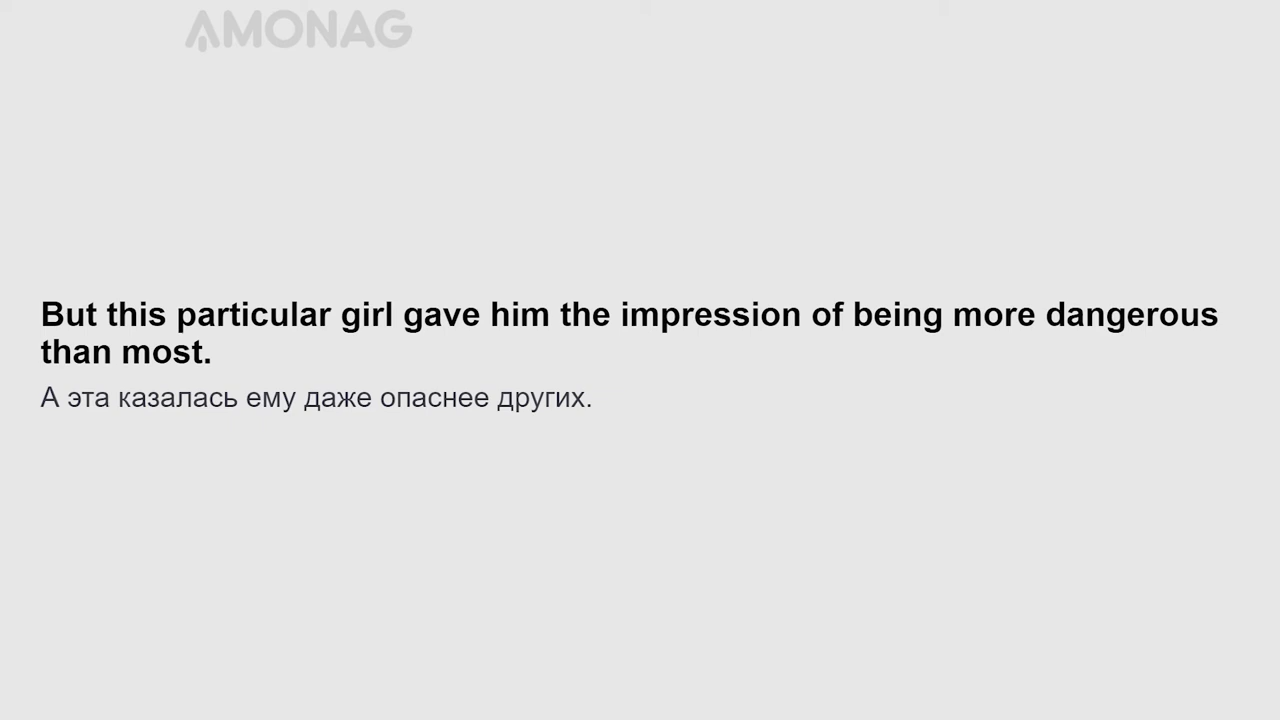 AMONAG
But this particular girl gave him the impression of being more dangerous
than most.
А эта казалась ему даже опаснее других.